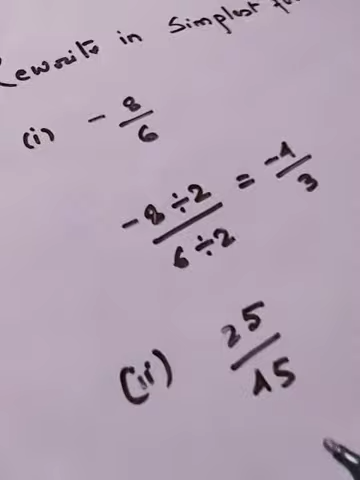 Rewrite in Simplest
(i) - 8/6
-8 ÷ 2 / 6 ÷ 2 = -4/3
(ii) 25/45